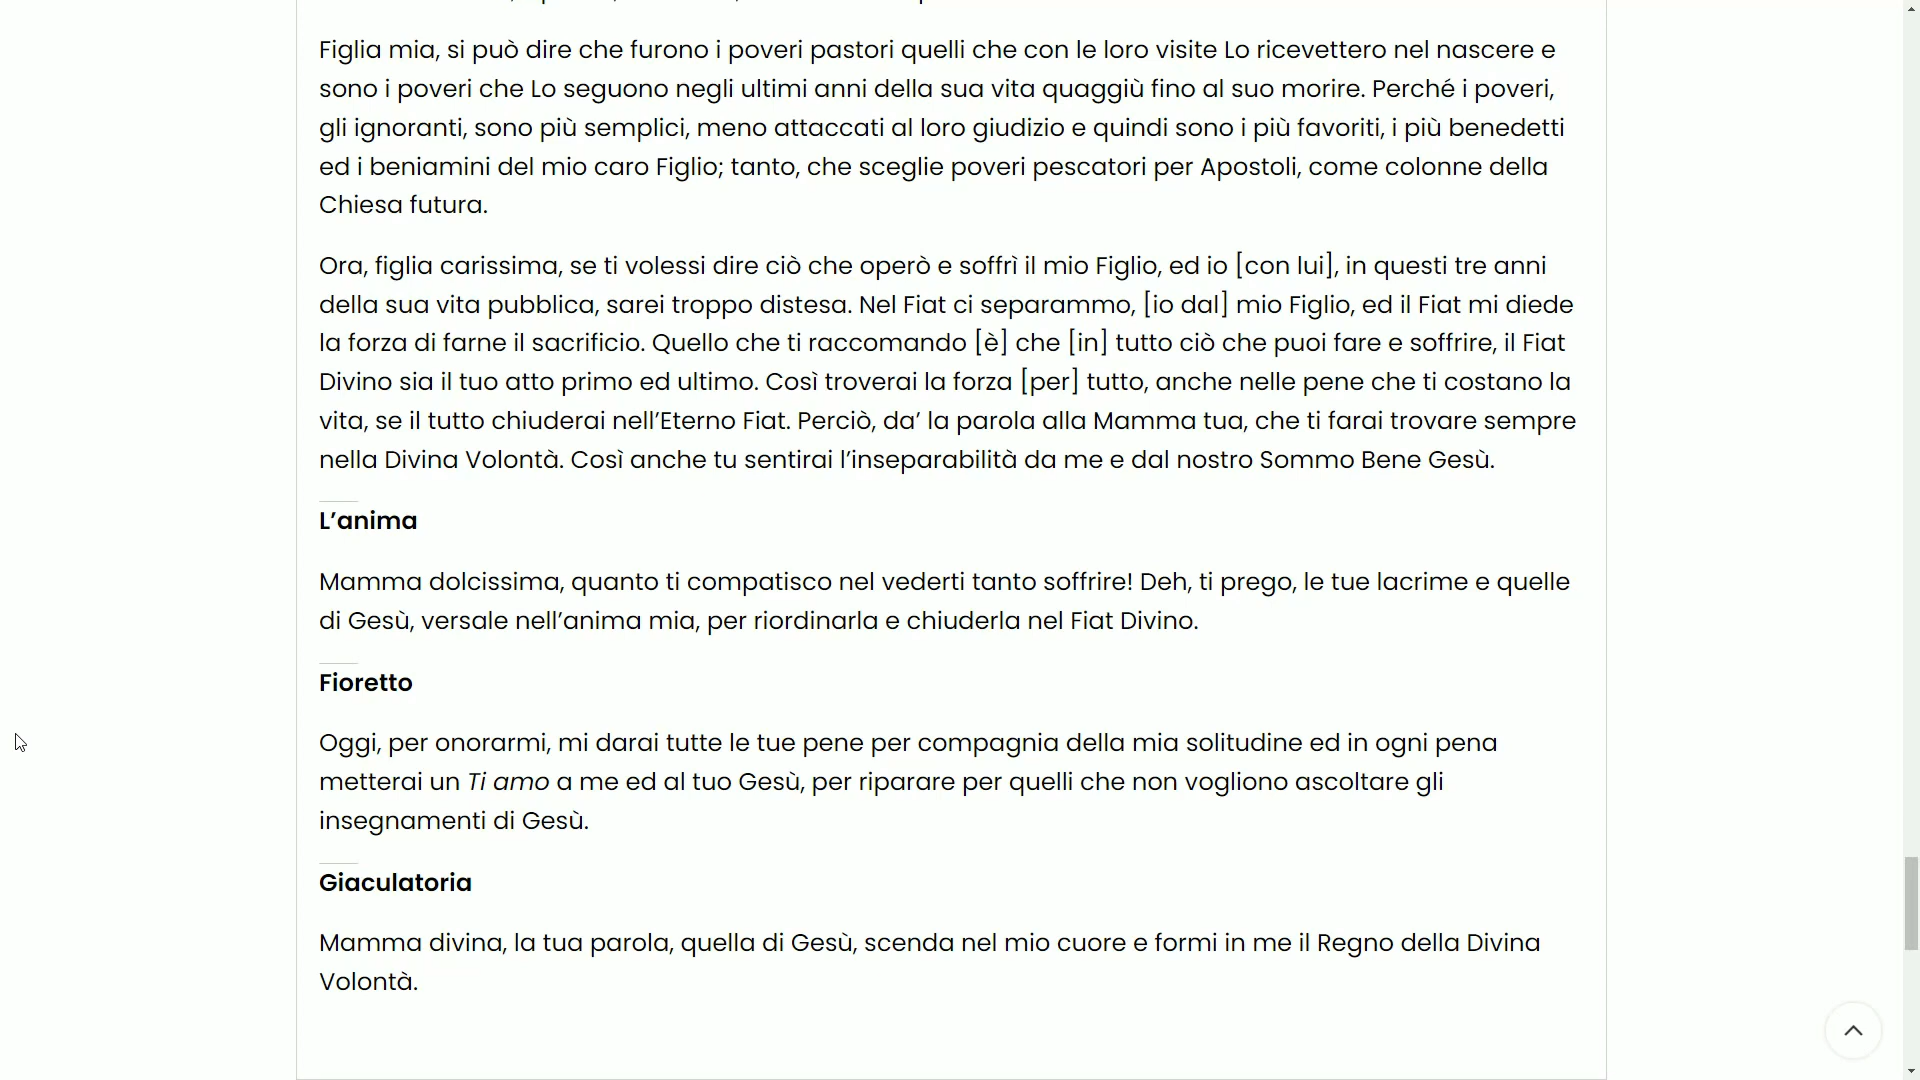 Figlia mia, si può dire che furono i poveri pastori quelli che con le loro visite Lo ricevettero nel nascere e
sono i poveri che Lo seguono negli ultimi anni della sua vita quaggiù fino al suo morire. Perché i poveri,
gli ignoranti, sono più semplici, meno attaccati al loro giudizio e quindi sono i più favoriti, i più benedetti
ed i beniamini del mio caro Figlio; tanto, che sceglie poveri pescatori per Apostoli, come colonne della
Chiesa futura.
Ora, figlia carissima, se ti volessi dire ciò che operò e soffrì il mio Figlio, ed io [con lui], in questi tre anni
della sua vita pubblica, sarei troppo distesa. Nel Fiat ci separammo, [io dal] mio Figlio, ed il Fiat mi diede
la forza di farne il sacrificio. Quello che ti raccomando [è] che [in] tutto ciò che puoi fare e soffrire, il Fiat
Divino sia il tuo atto primo ed ultimo. Così troverai la forza [per] tutto, anche nelle pene che ti costano la
vita, se il tutto chiuderai nell’Eterno Fiat. Perciò, da’ la parola alla Mamma tua, che ti farai trovare sempre
nella Divina Volontà. Così anche tu sentirai l’inseparabilità da me e dal nostro Sommo Bene Gesù.
L’anima
Mamma dolcissima, quanto ti compatisco nel vederti tanto soffrire! Deh, ti prego, le tue lacrime e quelle
di Gesù, versale nell’anima mia, per riordinarla e chiuderla nel Fiat Divino.
Fioretto
Oggi, per onorarmi, mi darai tutte le tue pene per compagnia della mia solitudine ed in ogni pena
metterai un Ti amo a me ed al tuo Gesù, per riparare per quelli che non vogliono ascoltare gli
insegnamenti di Gesù.
Giaculatoria
Mamma divina, la tua parola, quella di Gesù, scenda nel mio cuore e formi in me il Regno della Divina
Volontà.